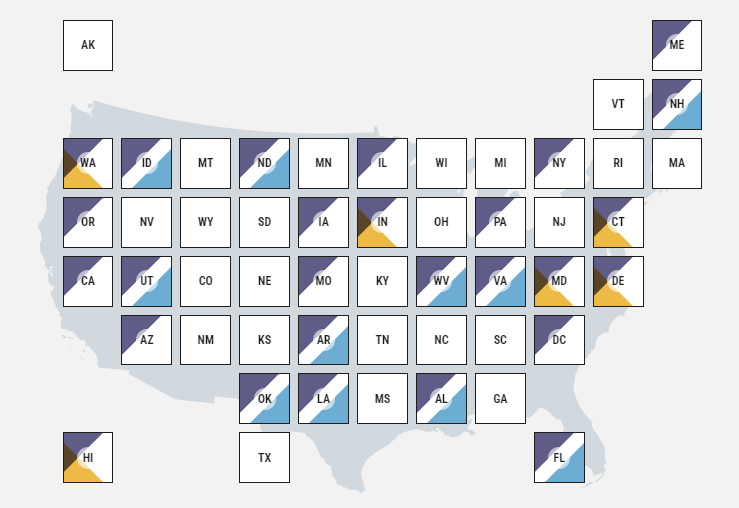 AK ME
VT NH
WA ID MT ND MN IL WI MI NY RI MA
OR NV WY SD IA IN OH PA NJ CT
CA UT CO NE MO KY WV VA MD DE
AZ NM KS AR TN NC SC DC
OK LA MS AL GA
HI TX FL